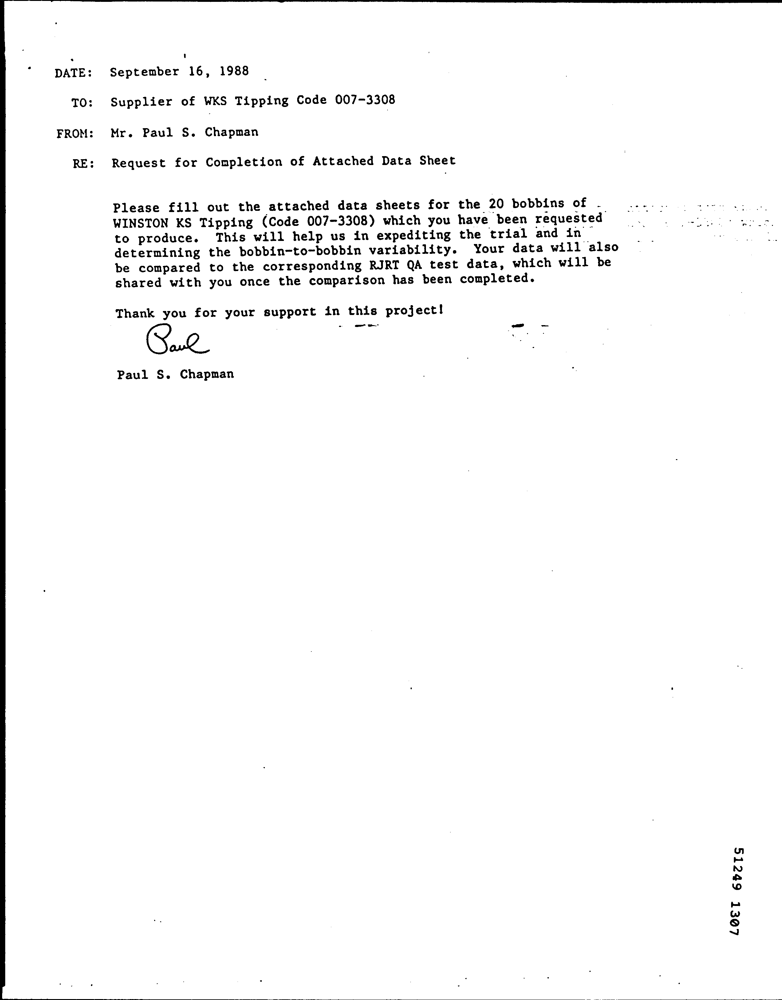 DATE: September 16, 1988
TO: Supplier of WKS Tipping Code 007-3308
FROM: Mr. Paul S. Chapman
RE: Request for Completion of Attached Data Sheet
Please fill out the attached data sheets for the 20 bobbins of
WINSTON KS Tipping (Code 007-3308) which you have been requested
to produce. This will help us in expediting the trial and in
determining the bobbin-to-bobbin variability. Your data will also
be compared to the corresponding RJRT QA test data, which will be
shared with you once the comparison has been completed.
Thank you for your support in this project!
Paul
Paul S. Chapman
51249 1307